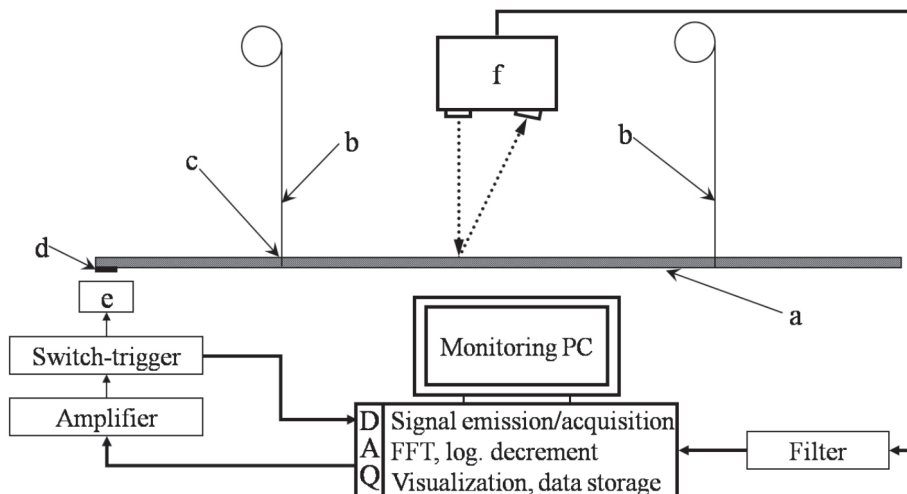 f
b
b
c
d
e
a
Switch-trigger
Monitoring PC
Amplifier
D
A
Q
Signal emission/acquisition
FFT, log. decrement
Visualization, data storage
Filter